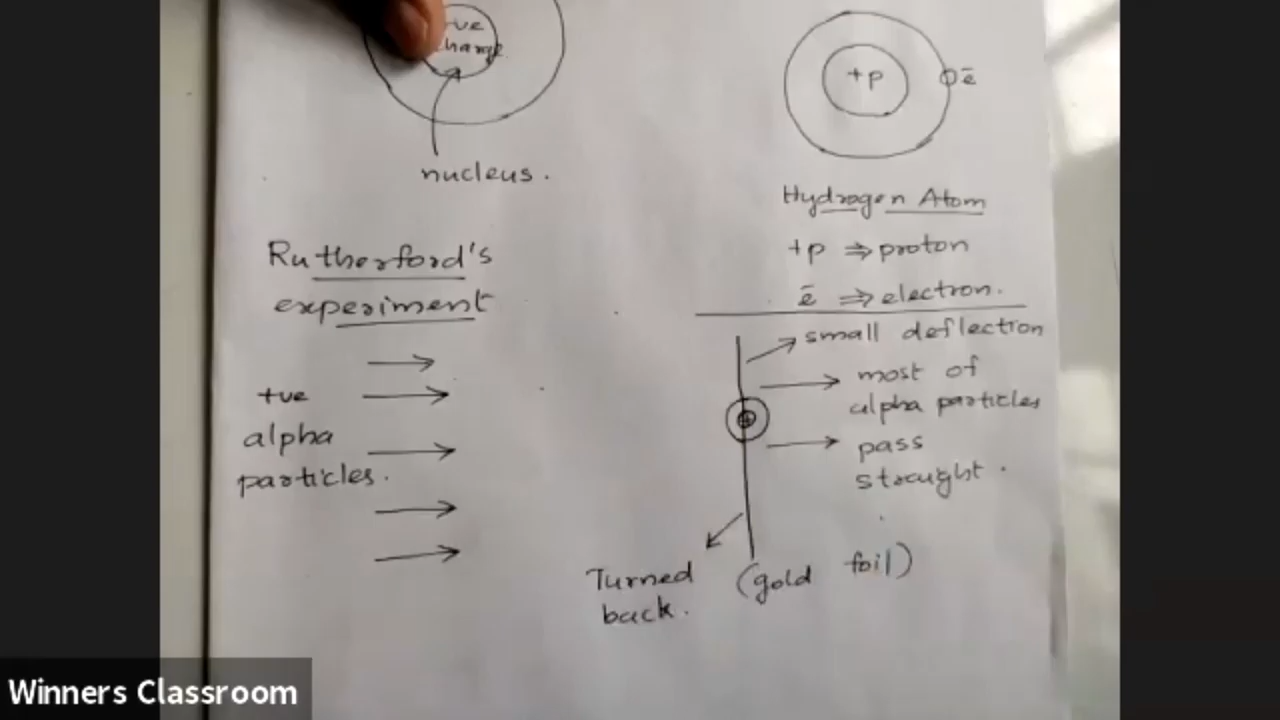 +ve
charge
nucleus.
+p
ē
Hydrogen Atom
+p ⇒ proton
ē ⇒ electron.
Rutherford's
experiment
+ve
alpha
particles.
small deflection
most of
alpha particles
pass
straught.
Turned
back.
(gold foil)
Winners Classroom